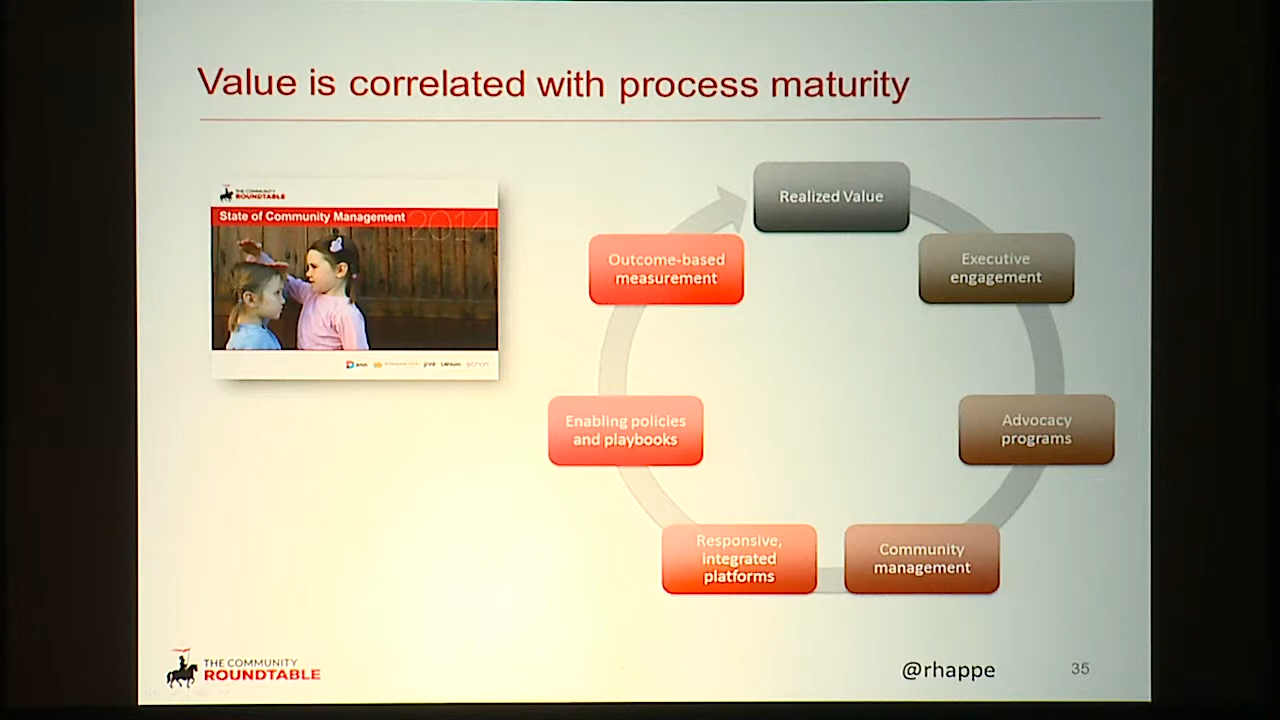 Value is correlated with process maturity
THE COMMUNITY
ROUNDTABLE
State of Community Management 2014
Realized Value
Executive
engagement
Advocacy
programs
Community
management
Responsive,
integrated
platforms
Enabling policies
and playbooks
Outcome-based
measurement
THE COMMUNITY
ROUNDTABLE
@rhappe
35